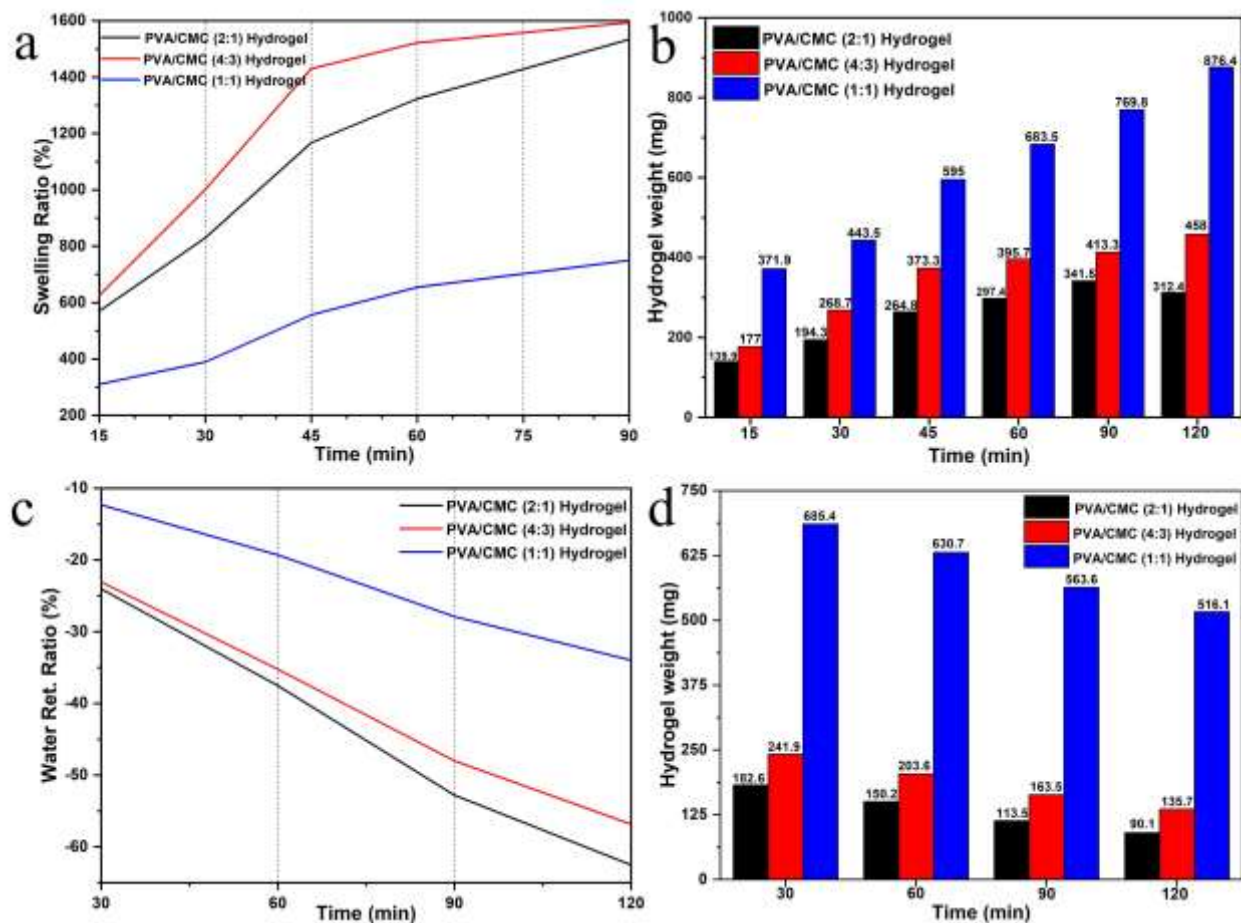 a
PVA/CMC (2:1) Hydrogel
PVA/CMC (4:3) Hydrogel
PVA/CMC (1:1) Hydrogel
Swelling Ratio (%)
1600
1400
1200
1000
800
600
400
200
15 30 45 60 75 90
Time (min)
b
PVA/CMC (2:1) Hydrogel
PVA/CMC (4:3) Hydrogel
PVA/CMC (1:1) Hydrogel
Hydrogel weight (mg)
1000
800
600
400
200
0
139.9 177 371.9
194.3 268.7 443.5
264.8 373.3 595
297.4 395.7 683.5
341.5 413.3 769.8
312.4 458 876.4
15 30 45 60 90 120
Time (min)
c
PVA/CMC (2:1) Hydrogel
PVA/CMC (4:3) Hydrogel
PVA/CMC (1:1) Hydrogel
Water Ret. Ratio (%)
-10
-20
-30
-40
-50
-60
30 60 90 120
Time (min)
d
PVA/CMC (2:1) Hydrogel
PVA/CMC (4:3) Hydrogel
PVA/CMC (1:1) Hydrogel
Hydrogel weight (mg)
750
625
500
375
250
125
0
182.6 241.9 685.4
150.2 203.6 630.7
113.5 163.5 563.6
90.1 135.7 516.1
30 60 90 120
Time (min)